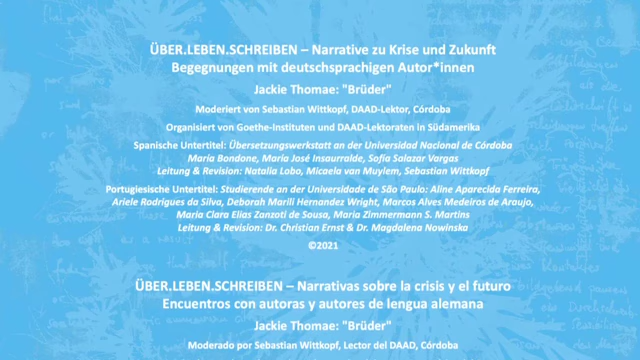 ÜBER.LEBEN.SCHREIBEN – Narrative zu Krise und Zukunft
Begegnungen mit deutschsprachigen Autor*innen
Jackie Thomae: "Brüder"
Moderiert von Sebastian Wittkopf, DAAD-Lektor, Córdoba
Organisiert von Goethe-Instituten und DAAD-Lektoraten in Südamerika
Spanische Untertitel: Übersetzungswerkstatt an der Universidad Nacional de Córdoba
María Bondone, María José Insaurralde, Sofía Salazar Vargas
Leitung & Revision: Natalia Lobo, Micaela van Muylem, Sebastian Wittkopf
Portugiesische Untertitel: Studierende an der Universidade de São Paulo: Aline Aparecida Ferreira,
Ariele Rodrigues da Silva, Deborah Marili Hernandez Wright, Marcos Alves Medeiros de Araujo,
Maria Clara Elias Zanzoti de Sousa, Maria Zimmermann S. Martins
Leitung & Revision: Dr. Christian Ernst & Dr. Magdalena Nowinska
©2021
ÜBER.LEBEN.SCHREIBEN – Narrativas sobre la crisis y el futuro
Encuentros con autoras y autores de lengua alemana
Jackie Thomae: "Brüder"
Moderado por Sebastian Wittkopf, Lector del DAAD, Córdoba